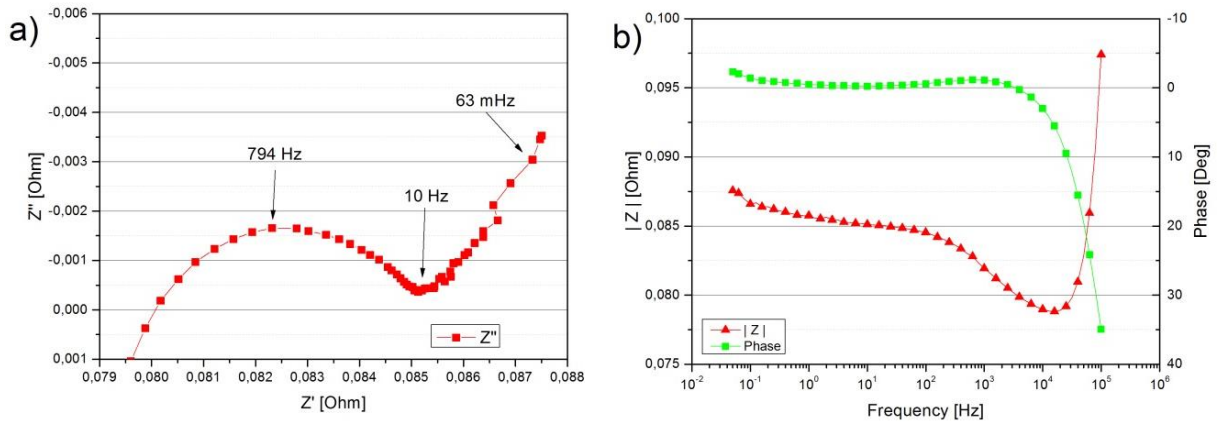 a)
-0,006
-0,005
-0,004
-0,003
-0,002
-0,001
0,000
0,001
0,079
0,080
0,081
0,082
0,083
0,084
0,085
0,086
0,087
0,088
Z'' [Ohm]
Z' [Ohm]
794 Hz
10 Hz
63 mHz
Z''
b)
0,100
0,095
0,090
0,085
0,080
0,075
| Z | [Ohm]
-10
0
10
20
30
40
Phase [Deg]
| Z |
Phase
10⁻² 10⁻¹ 10⁰ 10¹ 10² 10³ 10⁴ 10⁵ 10⁶
Frequency [Hz]